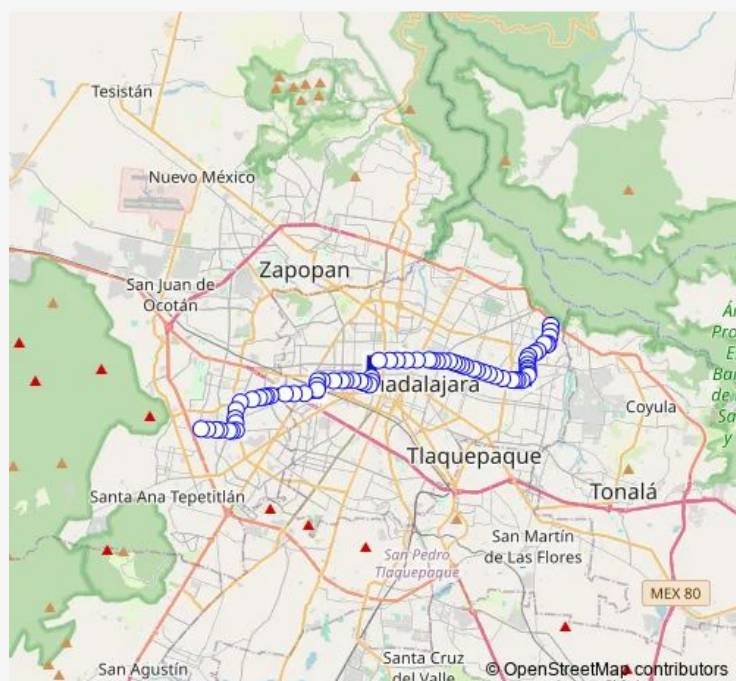 Tesistán
Nuevo México
Zapopan
San Juan de
Ocotán
adalajara
Coyula
Tlaquepaque
Santa Ana Tepetitlán
Tonalá
San Martín
de Las Flores
San Pedro
Tlaquepaque
MEX 80
San Agustín
Santa Cruz
del Valle
© OpenStreetMap contributors